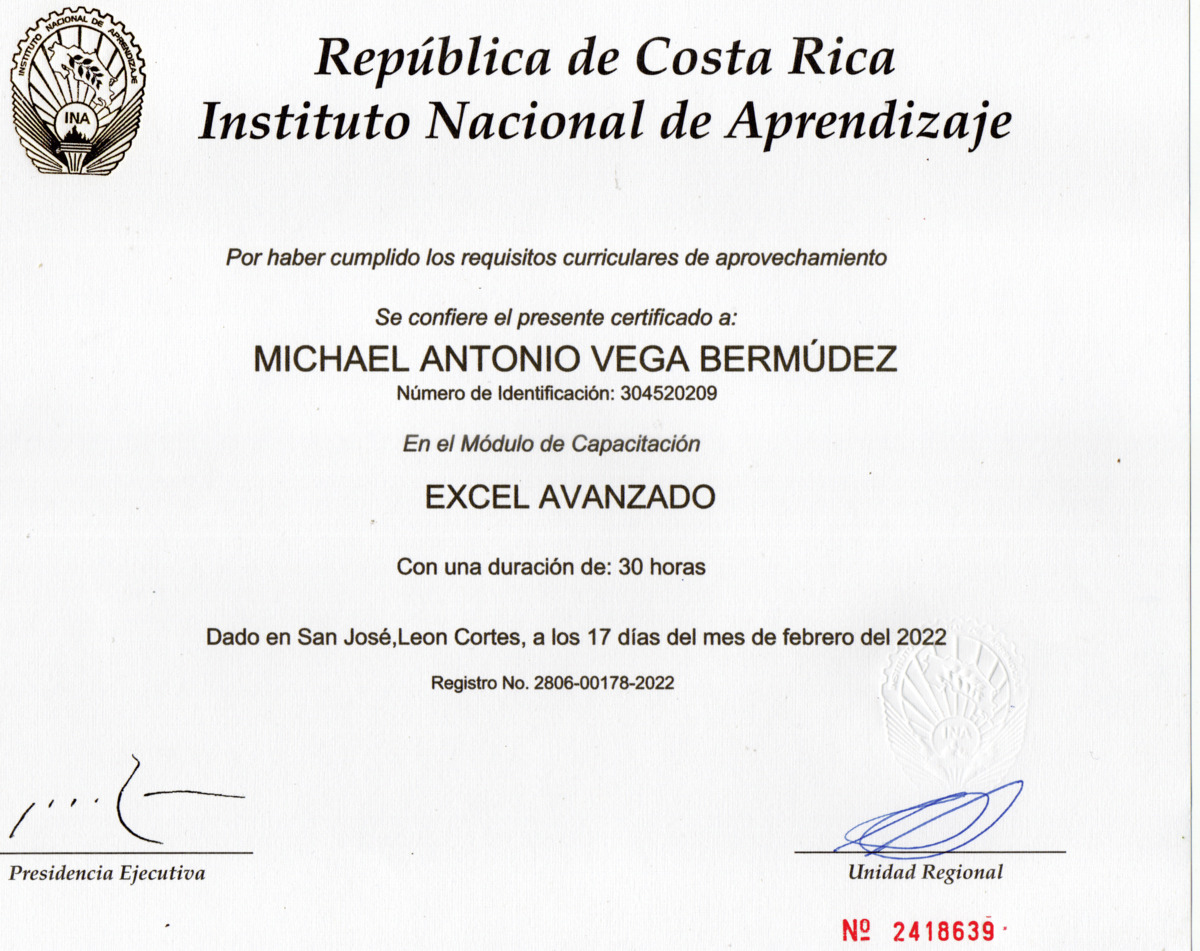 INSTITUTO NACIONAL DE APRENDIZAJE
INA
República de Costa Rica
Instituto Nacional de Aprendizaje
Por haber cumplido los requisitos curriculares de aprovechamiento
Se confiere el presente certificado a:
MICHAEL ANTONIO VEGA BERMÚDEZ
Número de Identificación: 304520209
En el Módulo de Capacitación
EXCEL AVANZADO
Con una duración de: 30 horas
Dado en San José,Leon Cortes, a los 17 días del mes de febrero del 2022
Registro No. 2806-00178-2022
INA
Presidencia Ejecutiva
Unidad Regional
Nº 2418639